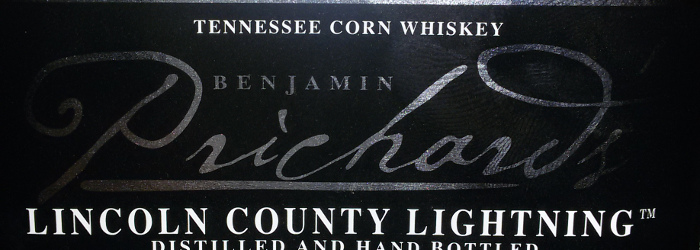 TENNESSEE CORN WHISKEY
BENJAMIN
Prichard's
LINCOLN COUNTY LIGHTNING™
DISTILLED AND HAND BOTTLED